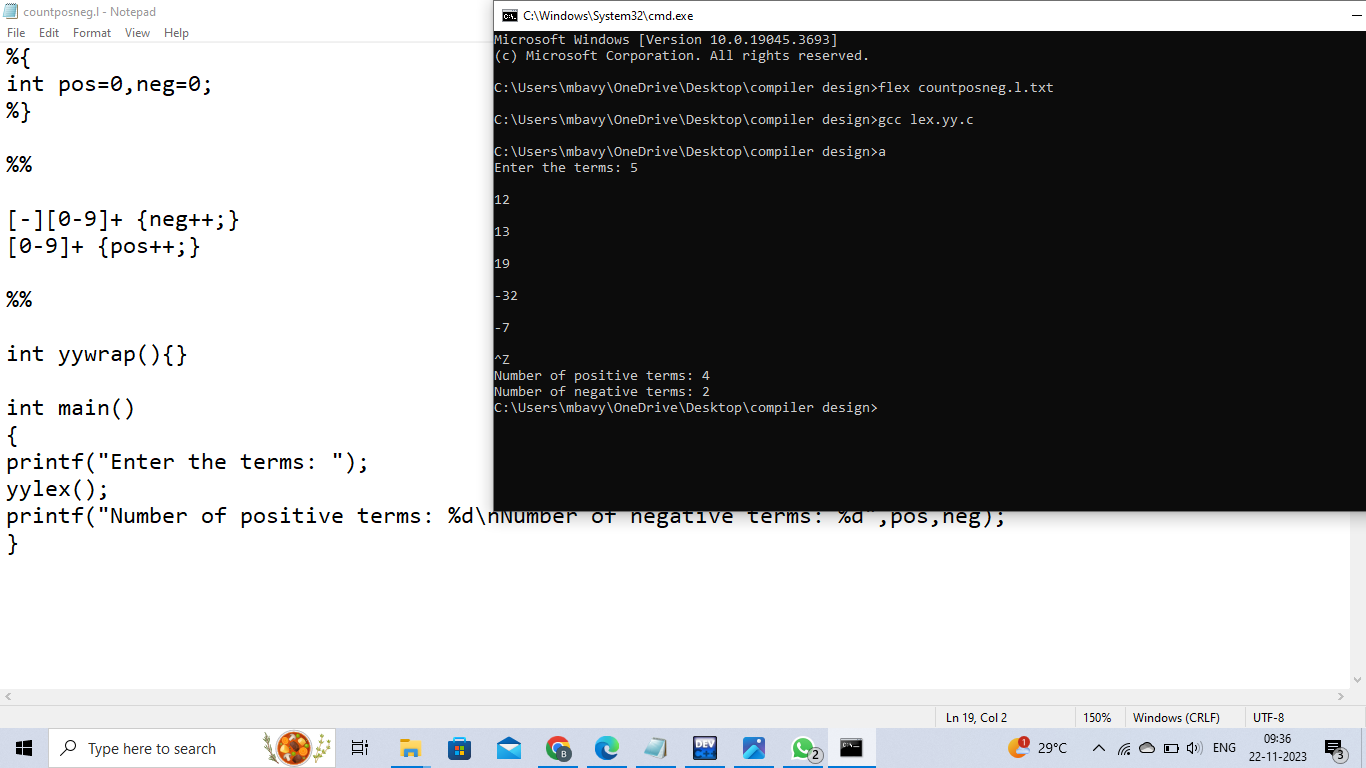 countposneg.l - Notepad
File Edit Format View Help
%{
int pos=0,neg=0;
%}
%%
[-][0-9]+ {neg++;}
[0-9]+ {pos++;}
%%
int yywrap(){}
int main()
{
printf("Enter the terms: ");
yylex();
printf("Number of positive terms: %d\nNumber of negative terms: %d",pos,neg);
}
C:\Windows\System32\cmd.exe
Microsoft Windows [Version 10.0.19045.3693]
(c) Microsoft Corporation. All rights reserved.
C:\Users\mbavy\OneDrive\Desktop\compiler design>flex countposneg.l.txt
C:\Users\mbavy\OneDrive\Desktop\compiler design>gcc lex.yy.c
C:\Users\mbavy\OneDrive\Desktop\compiler design>a
Enter the terms: 5
12
13
19
-32
-7
^Z
Number of positive terms: 4
Number of negative terms: 2
C:\Users\mbavy\OneDrive\Desktop\compiler design>
Ln 19, Col 2 150% Windows (CRLF) UTF-8
Type here to search
DEV
B
2
1
29°C
ENG
09:36
22-11-2023
3